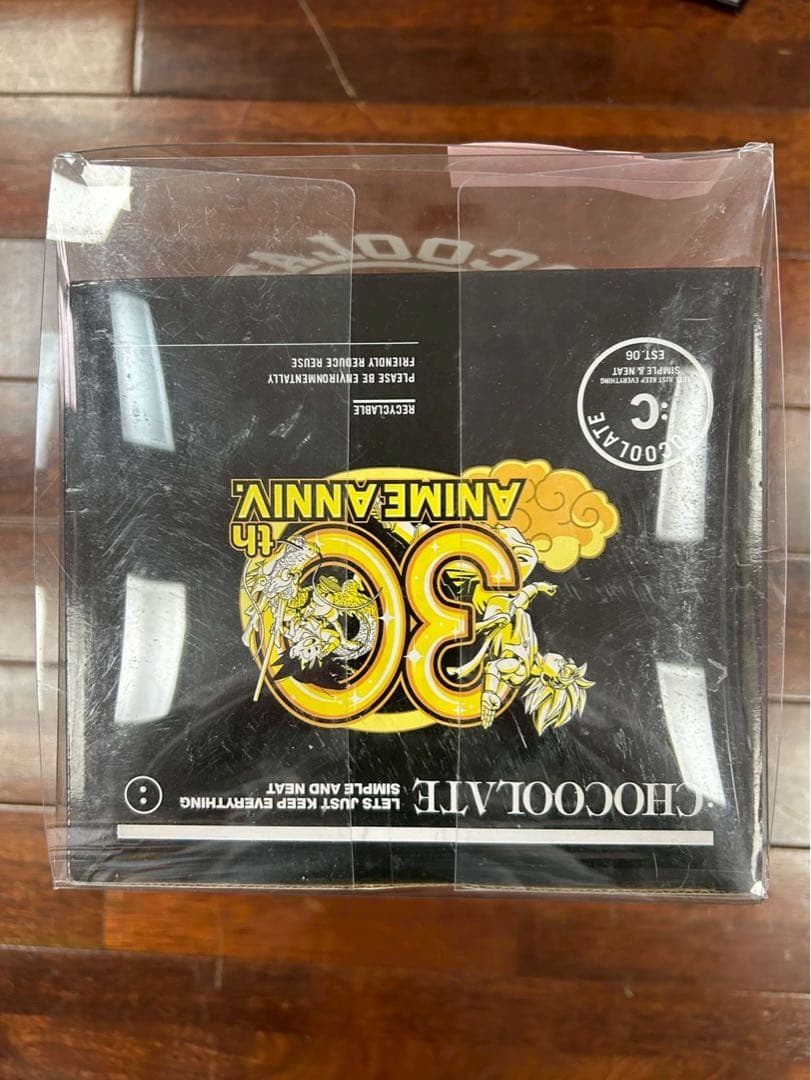 :CHOCOOLATE
LETS JUST KEEP EVERYTHING
SIMPLE AND NEAT
:
30th
ANIME ANNIV.
CHOCOOLATE
:C
LETS JUST KEEP EVERYTHING
SIMPLE & NEAT
EST.06
RECYCLABLE
PLEASE BE ENVIRONMENTALLY
FRIENDLY REDUCE REUSE